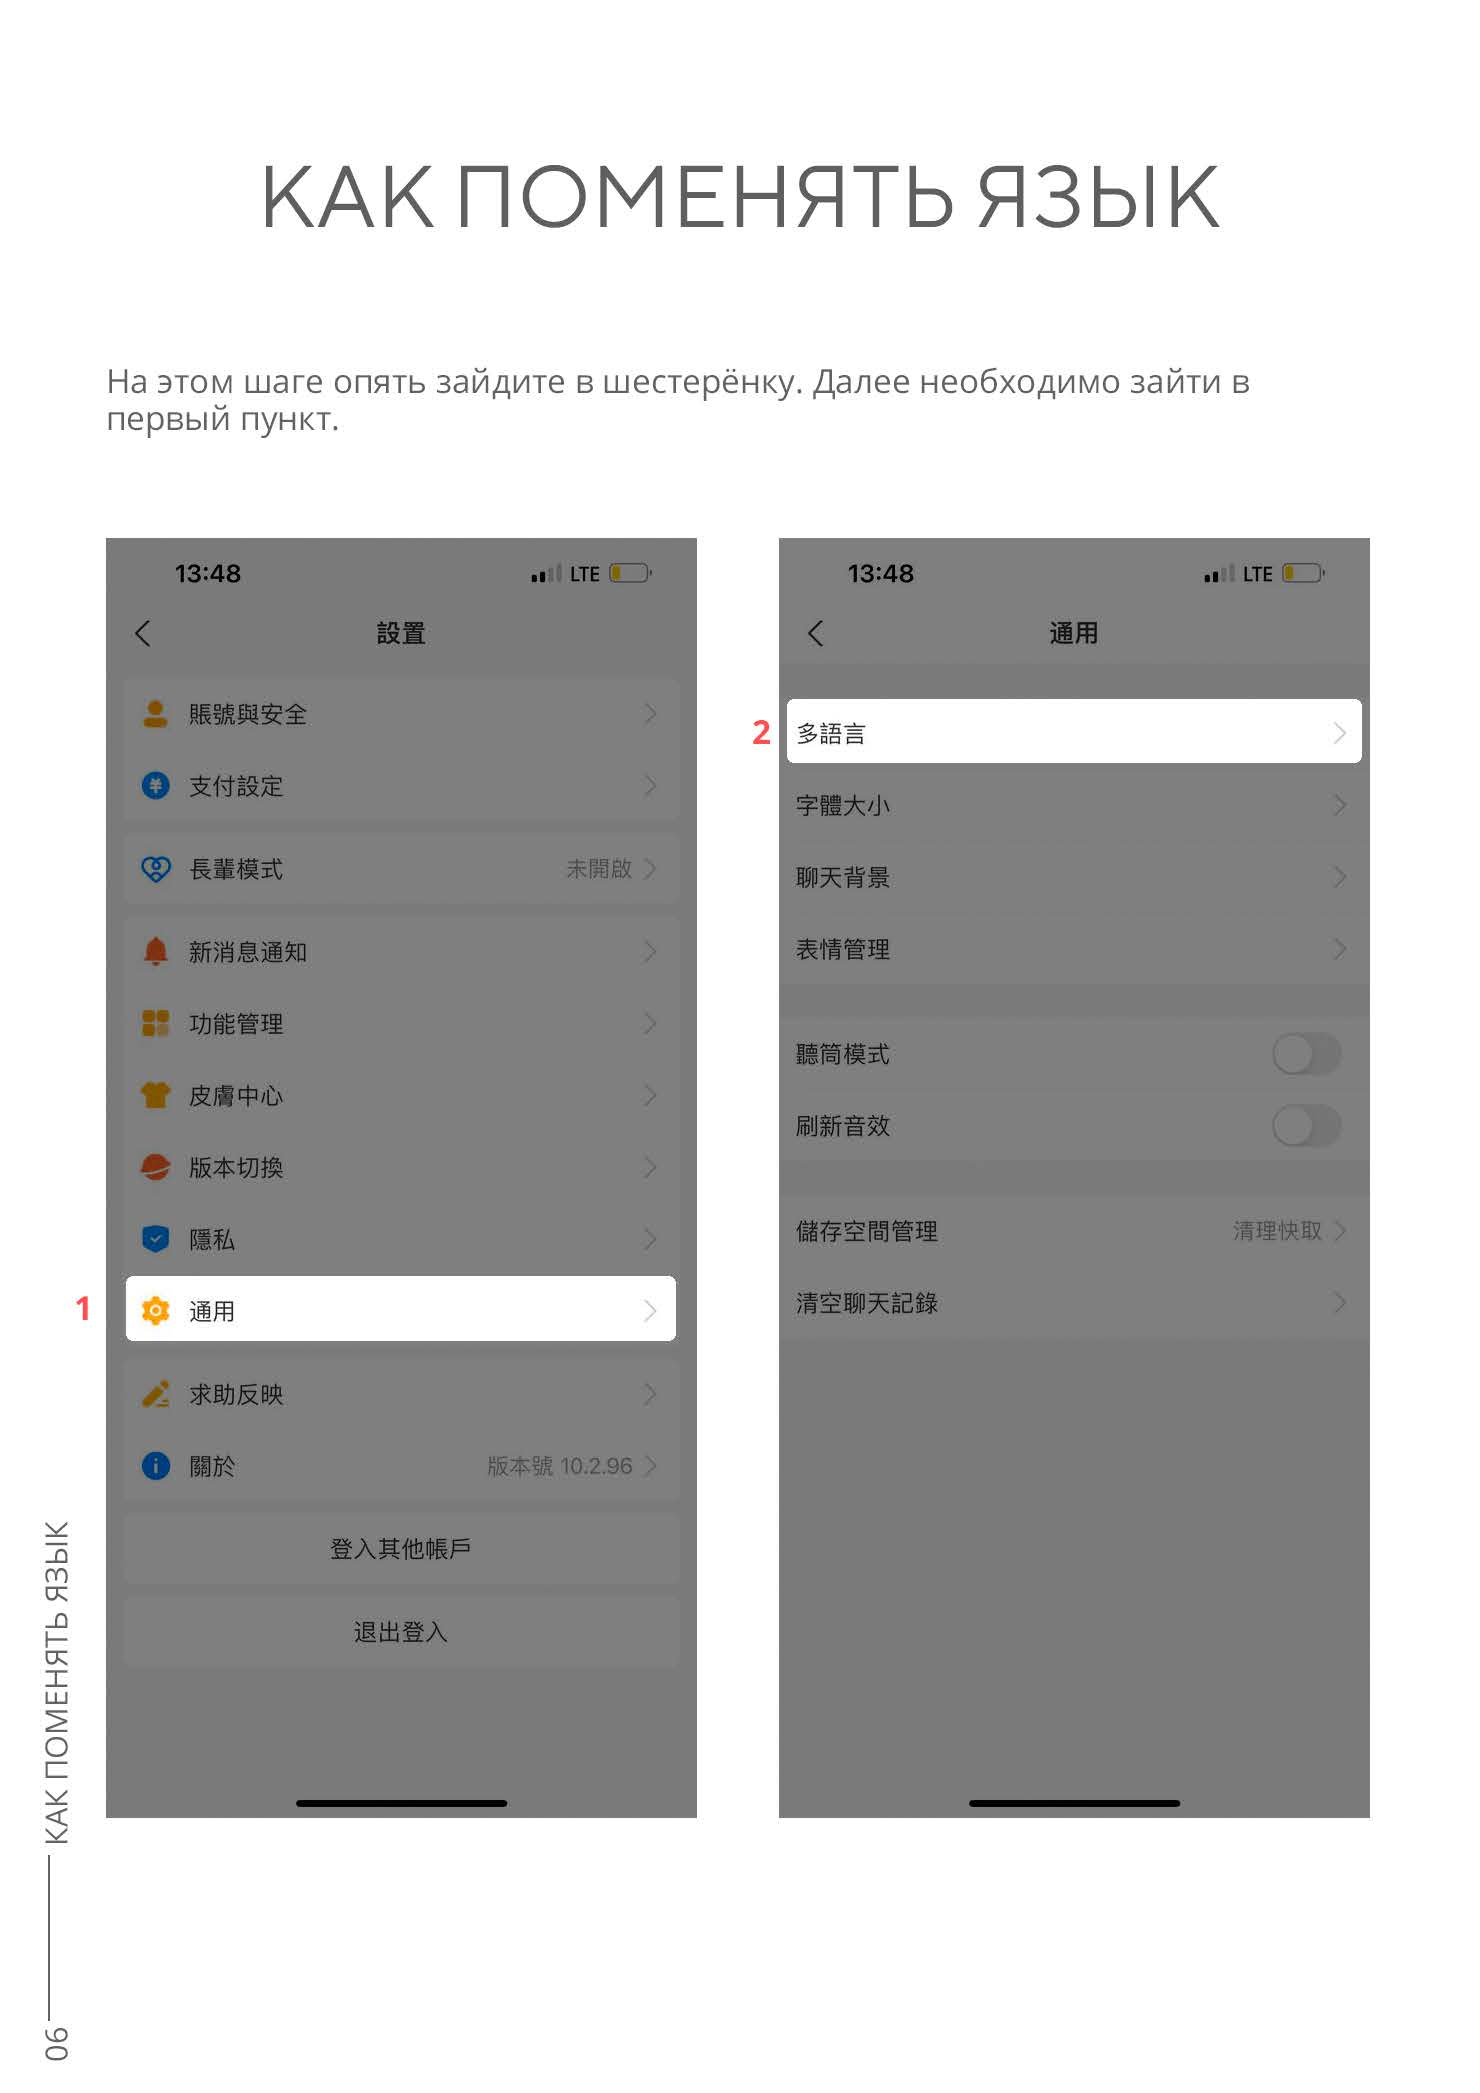 КАК ПОМЕНЯТЬ ЯЗЫК
На этом шаге опять зайдите в шестерёнку. Далее необходимо зайти в
первый пункт.
13:48
LTE
設置
賬號與安全
支付設定
長輩模式 未開啟
新消息通知
功能管理
皮膚中心
版本切換
隱私
1
通用
求助反映
關於 版本號 10.2.96
登入其他帳戶
退出登入
13:48
LTE
通用
2
多語言
字體大小
聊天背景
表情管理
聽筒模式
刷新音效
儲存空間管理 清理快取
清空聊天記錄
06 КАК ПОМЕНЯТЬ ЯЗЫК